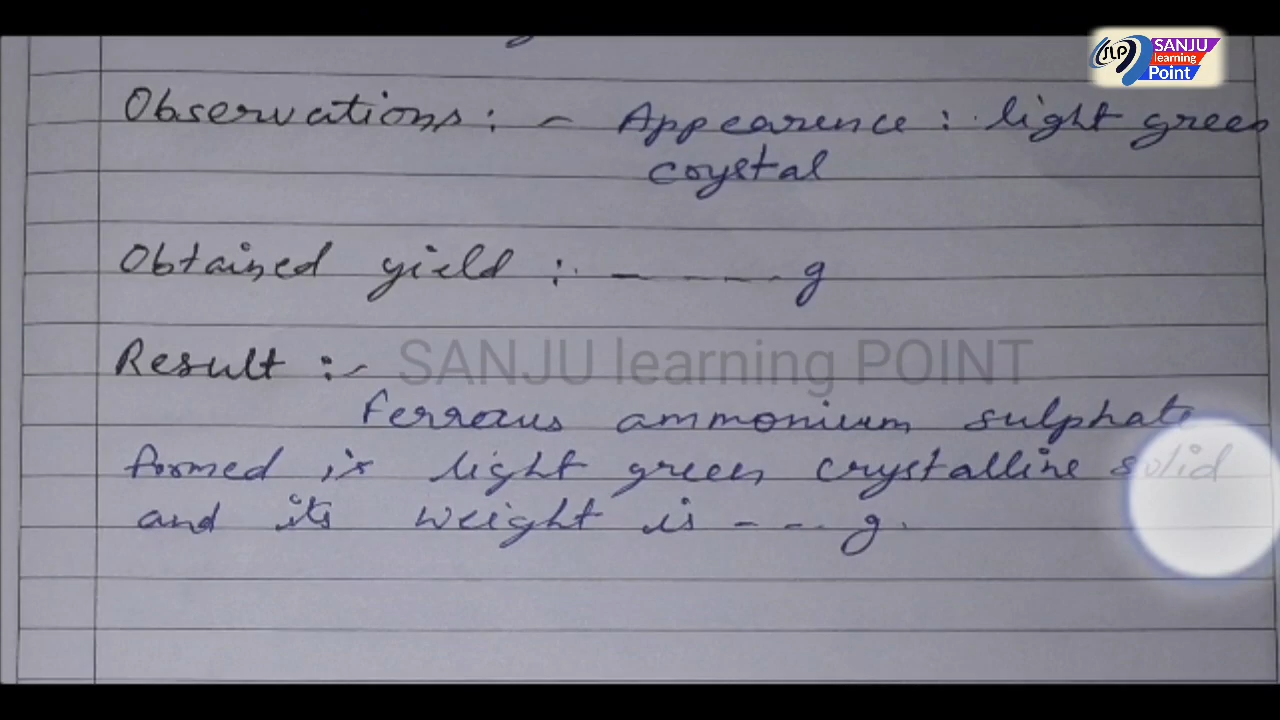 SLP SANJU
learning
Point
Observations : - Appearence : light green
crystal
Obtained yield : - - - - g
Result :-
SANJU learning POINT
Ferrous ammonium sulphate
formed is light green crystalline solid
and its weight is - - - g.